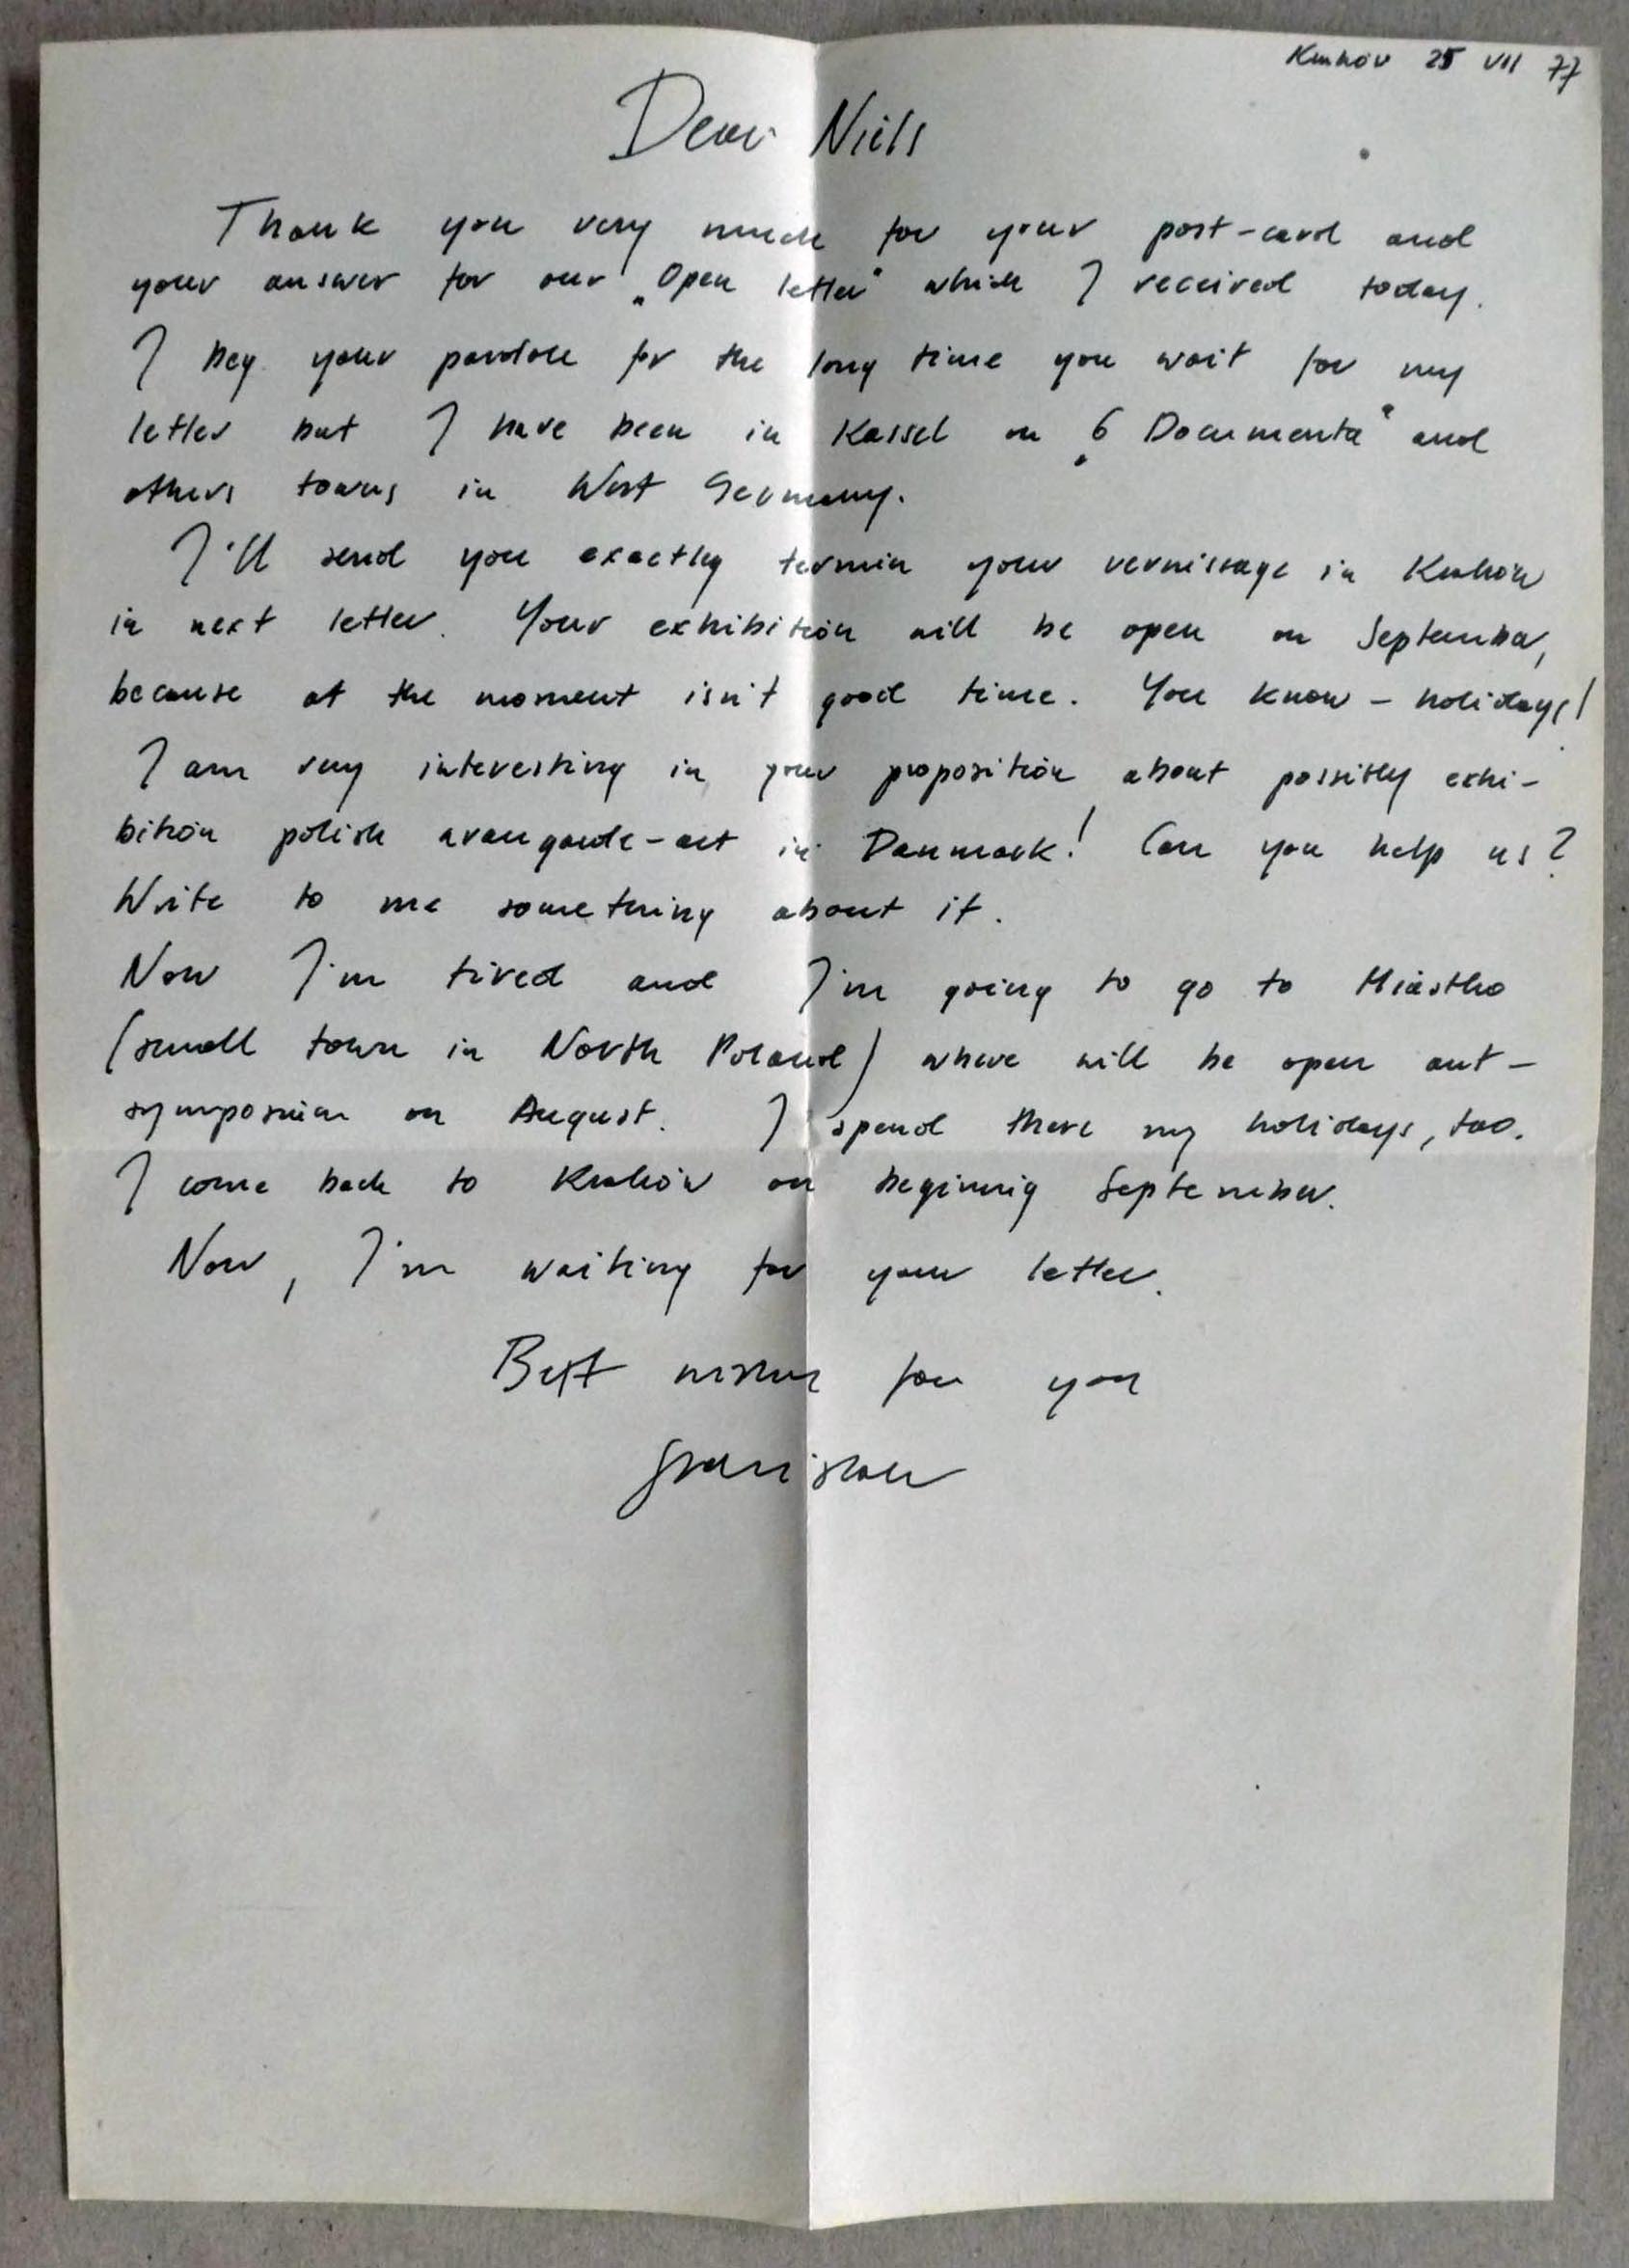 Kraków 25 VII 77
Dear Niels
Thank you very much for your post-card and
your answer for our „Open letter" which I received today.
I beg your pardon for the long time you wait for my
letter but I have been in Kassel on „6 Documenta" and
others towns in West Germany.
I'll send you exactly termin your vernissage in Kraków
in next letter. Your exhibition will be open on September,
because at the moment isn't good time. You know – holidays!
I am very interesting in your proposition about possibly exhi-
bition polish avangarde-art in Danmark! Can you help us?
Write to me something about it.
Now I'm tired and I'm going to go to Miastko
(small town in North Poland) where will be open art-
symposium on August. I spend there my holidays, too.
I come back to Kraków on beginnig September.
Now, I'm waiting for your letter.
Best wishes for you